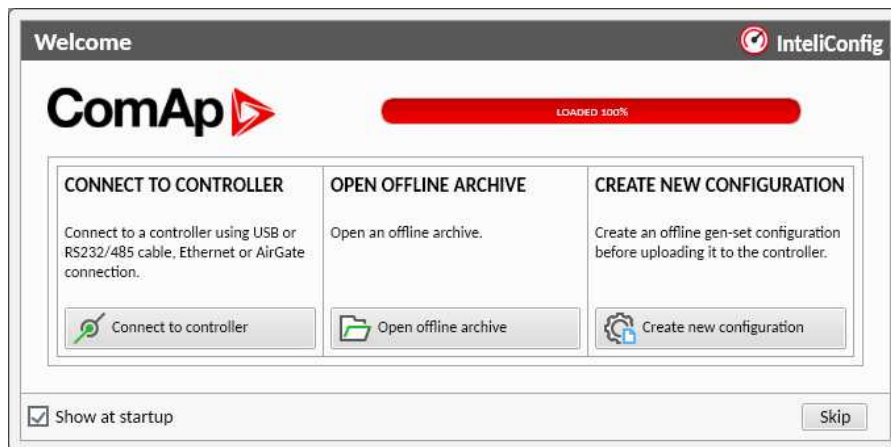 Welcome
InteliConfig
ComAp
LOADED 100%
CONNECT TO CONTROLLER
Connect to a controller using USB or
RS232/485 cable, Ethernet or AirGate
connection.
Connect to controller
OPEN OFFLINE ARCHIVE
Open an offline archive.
Open offline archive
CREATE NEW CONFIGURATION
Create an offline gen-set configuration
before uploading it to the controller.
Create new configuration
Show at startup
Skip